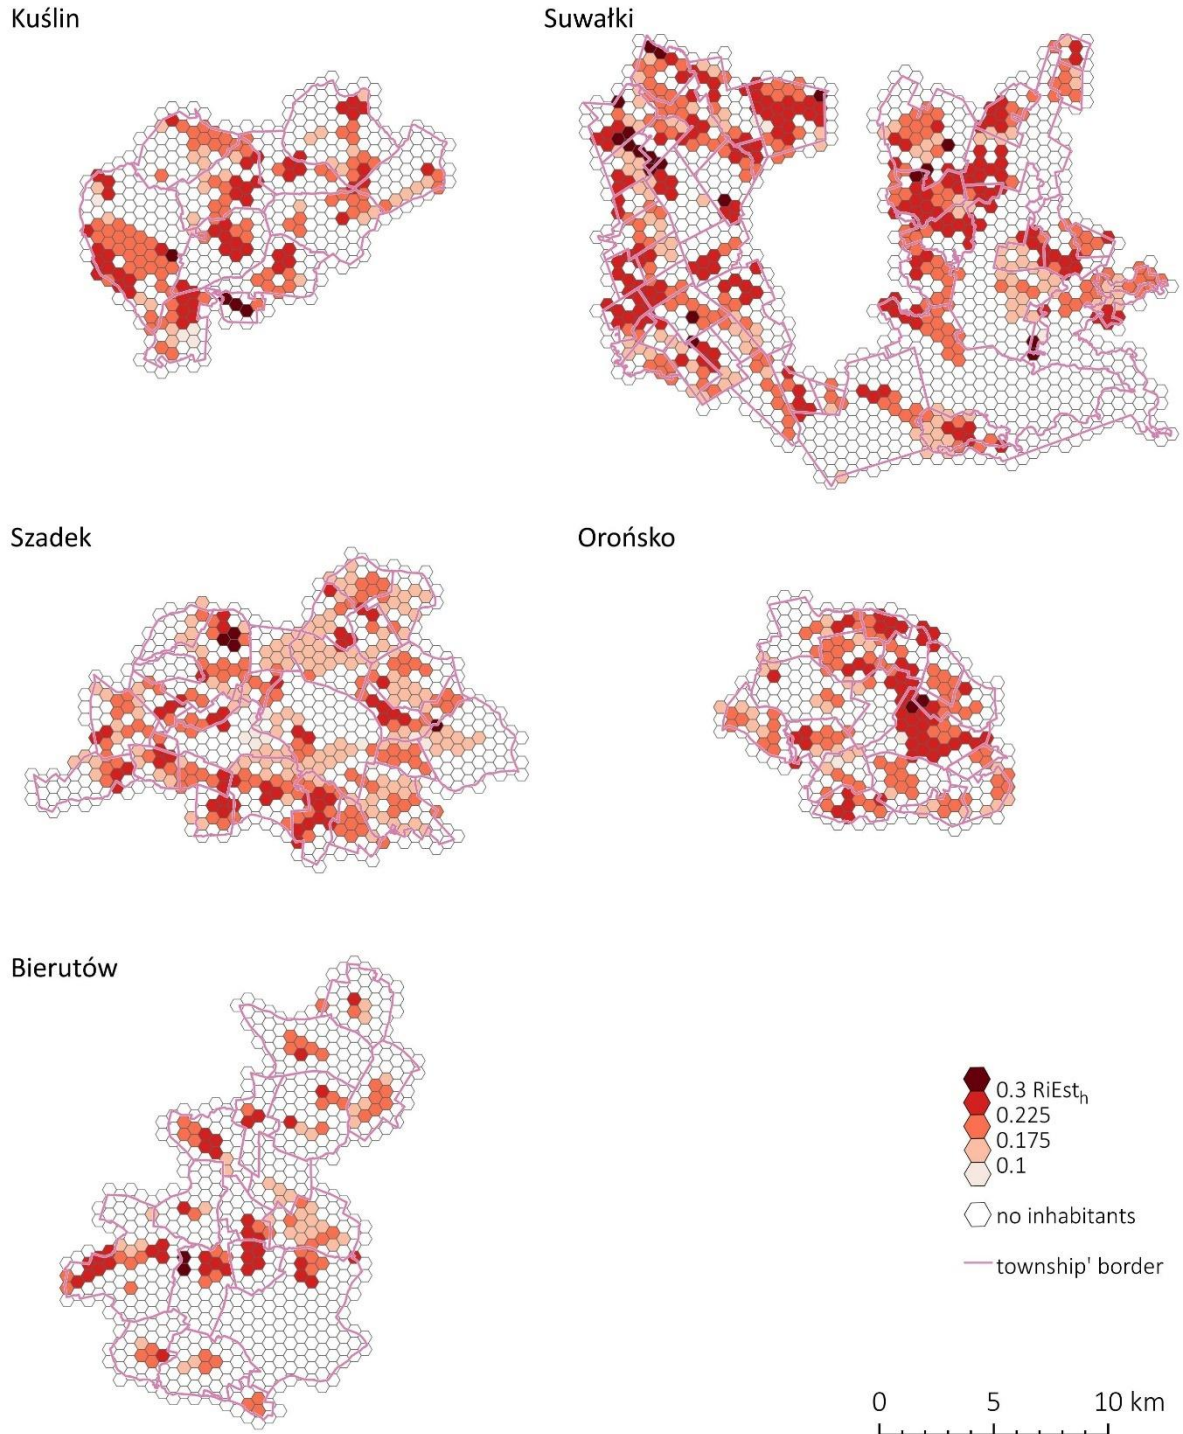 Kuślin
Suwałki
Szadek
Orońsko
Bierutów
0.3 RiEstₕ
0.225
0.175
0.1
no inhabitants
township' border
0 5 10 km